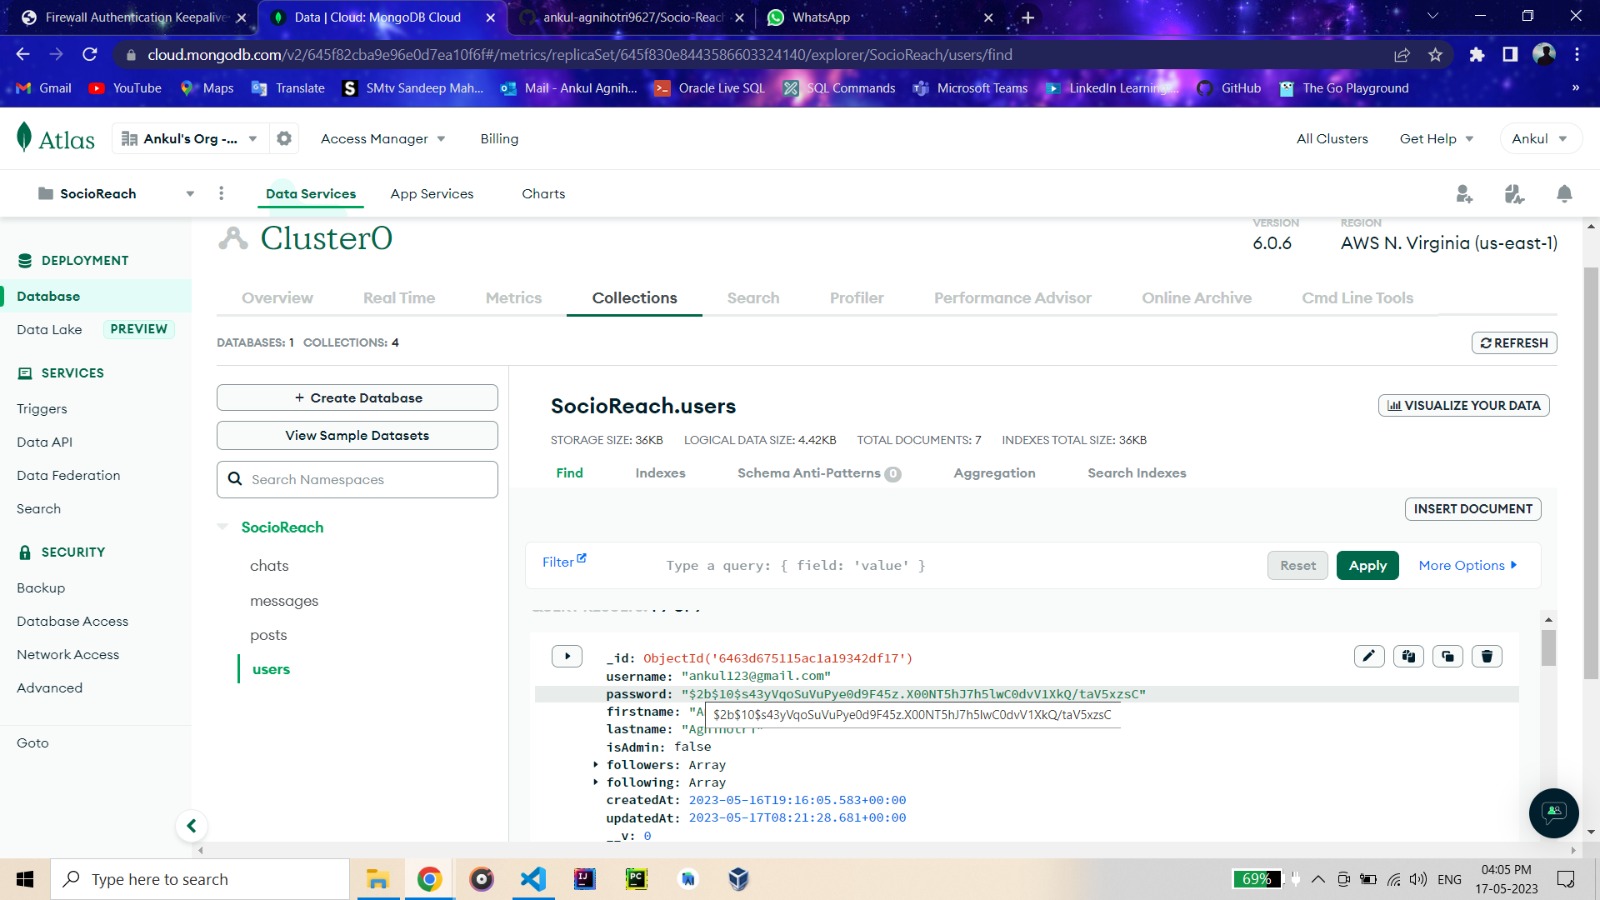 Firewall Authentication Keepalive
Data | Cloud: MongoDB Cloud
ankul-agnihotri9627/Socio-Reach
WhatsApp
cloud.mongodb.com/v2/645f82cba9e96e0d7ea10f6f#/metrics/replicaSet/645f830e8443586603324140/explorer/SocioReach/users/find
Gmail YouTube Maps Translate SMtv Sandeep Mah... Mail - Ankul Agnih... Oracle Live SQL SQL Commands Microsoft Teams LinkedIn Learning... GitHub The Go Playground »
Atlas Ankul's Org -... Access Manager Billing All Clusters Get Help Ankul
SocioReach Data Services App Services Charts
DEPLOYMENT
Database
Data Lake PREVIEW
SERVICES
Triggers
Data API
Data Federation
Search
SECURITY
Backup
Database Access
Network Access
Advanced
Goto
Cluster0
VERSION REGION
6.0.6 AWS N. Virginia (us-east-1)
Overview Real Time Metrics Collections Search Profiler Performance Advisor Online Archive Cmd Line Tools
DATABASES: 1 COLLECTIONS: 4
REFRESH
+ Create Database
View Sample Datasets
Search Namespaces
SocioReach
chats
messages
posts
users
SocioReach.users
VISUALIZE YOUR DATA
STORAGE SIZE: 36KB LOGICAL DATA SIZE: 4.42KB TOTAL DOCUMENTS: 7 INDEXES TOTAL SIZE: 36KB
Find Indexes Schema Anti-Patterns 0 Aggregation Search Indexes
INSERT DOCUMENT
Filter Type a query: { field: 'value' } Reset Apply More Options
_id: ObjectId('6463d675115ac1a19342df17')
username: "ankul123@gmail.com"
password: "$2b$10$s43yVqoSuVuPye0d9F45z.X00NT5hJ7h5lwC0dvV1XkQ/taV5xzsC"
firstname: "A
$2b$10$s43yVqoSuVuPye0d9F45z.X00NT5hJ7h5lwC0dvV1XkQ/taV5xzsC
lastname: "Agnihotri"
isAdmin: false
followers: Array
following: Array
createdAt: 2023-05-16T19:16:05.583+00:00
updatedAt: 2023-05-17T08:21:28.681+00:00
__v: 0
Type here to search
69%
ENG
04:05 PM
17-05-2023